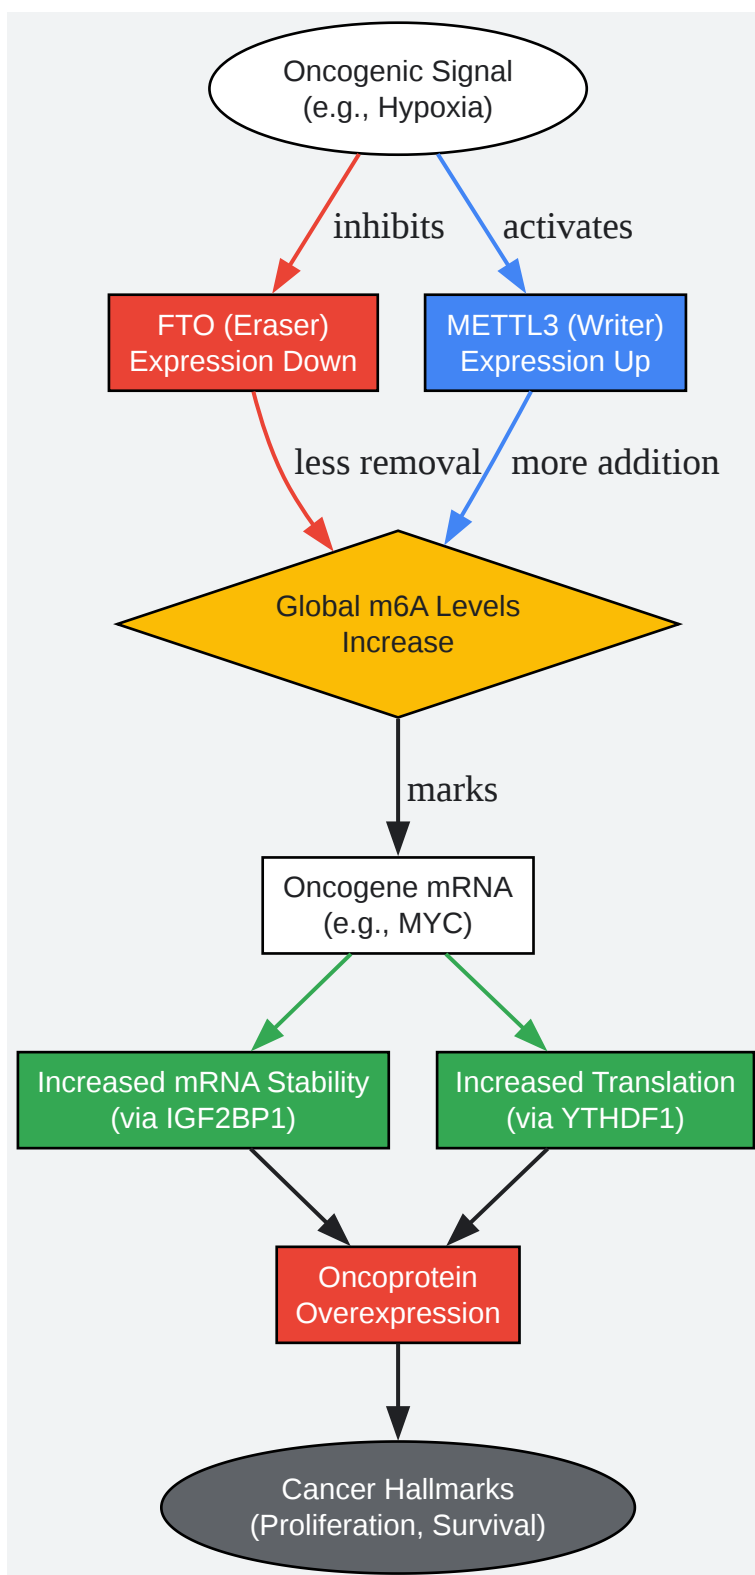 Oncogenic Signal
(e.g., Hypoxia)
inhibits
activates
FTO (Eraser)
Expression Down
METTL3 (Writer)
Expression Up
less removal
more addition
Global m6A Levels
Increase
marks
Oncogene mRNA
(e.g., MYC)
Increased mRNA Stability
(via IGF2BP1)
Increased Translation
(via YTHDF1)
Oncoprotein
Overexpression
Cancer Hallmarks
(Proliferation, Survival)